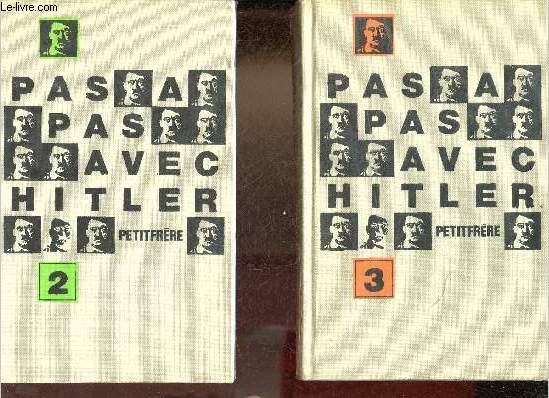 Le-livre.com
PAS A
PAS
AVEC
HITLER
PETITFRÈRE
2
PAS A
PAS
AVEC
HITLER
PETITFRÈRE
3